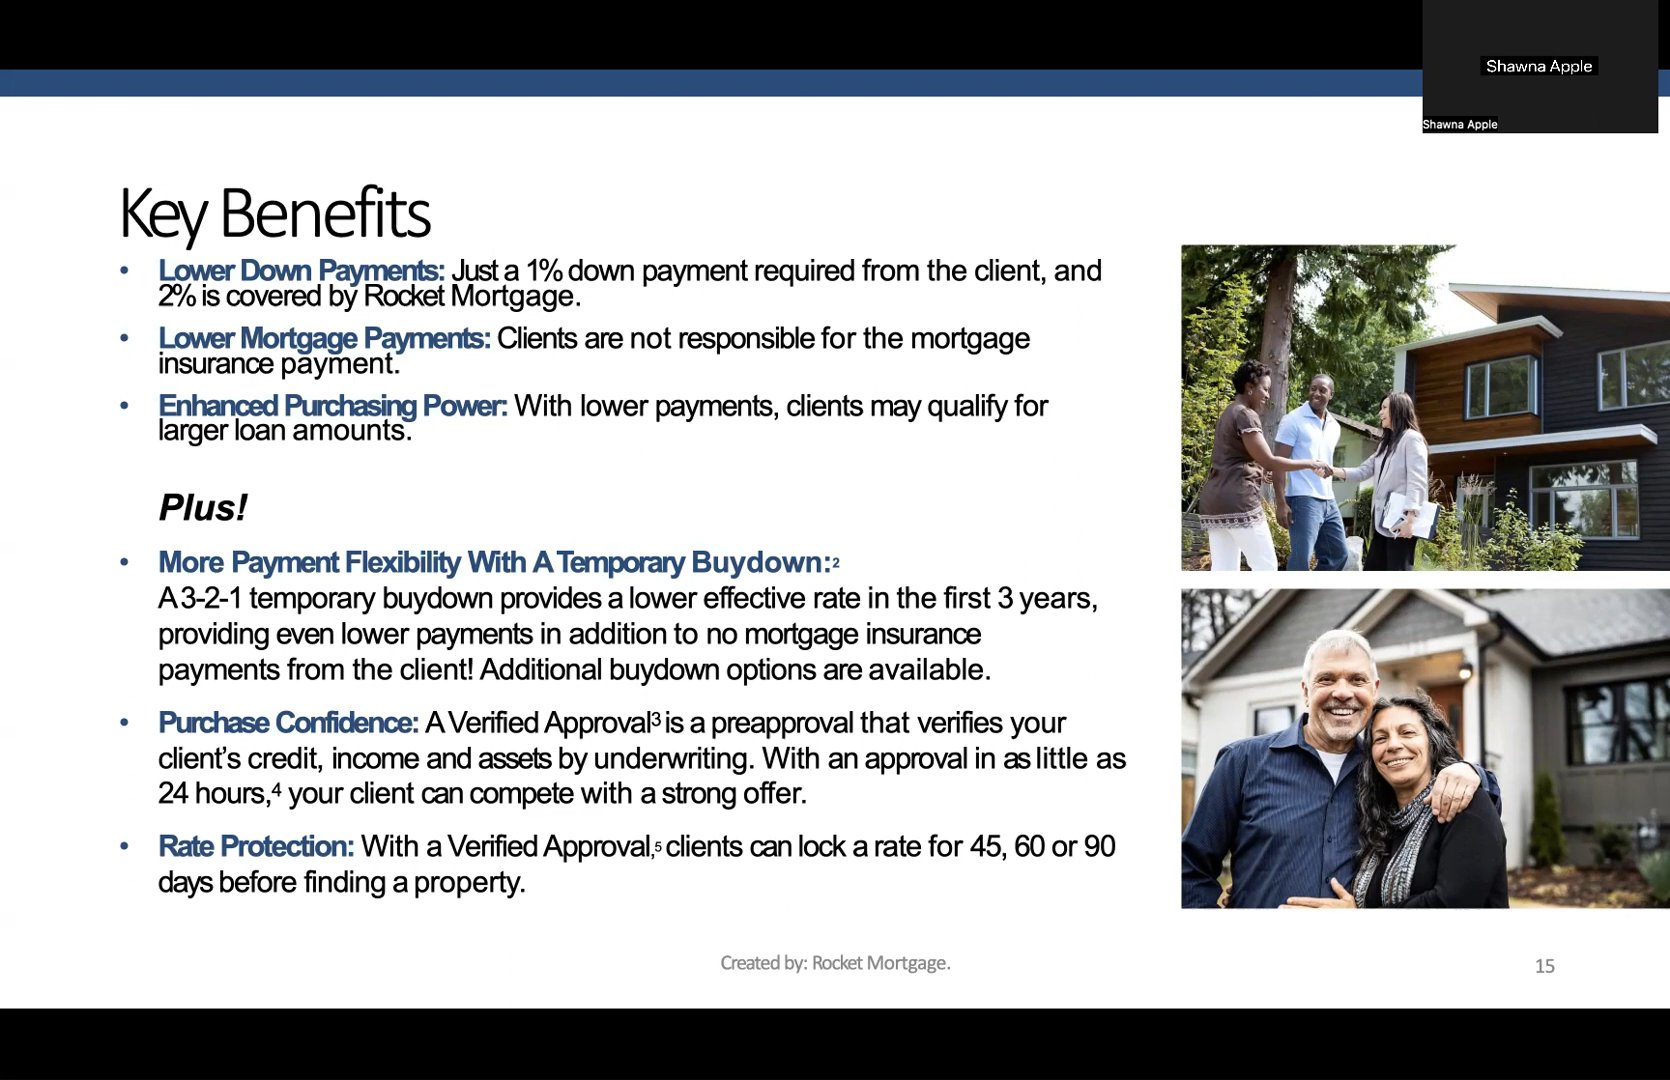 Shawna Apple
Shawna Apple
Key Benefits
• Lower Down Payments: Just a 1% down payment required from the client, and
2% is covered by Rocket Mortgage.
• Lower Mortgage Payments: Clients are not responsible for the mortgage
insurance payment.
• Enhanced Purchasing Power: With lower payments, clients may qualify for
larger loan amounts.
Plus!
• More Payment Flexibility With A Temporary Buydown:²
A 3-2-1 temporary buydown provides a lower effective rate in the first 3 years,
providing even lower payments in addition to no mortgage insurance
payments from the client! Additional buydown options are available.
• Purchase Confidence: A Verified Approval³ is a preapproval that verifies your
client’s credit, income and assets by underwriting. With an approval in as little as
24 hours,⁴ your client can compete with a strong offer.
• Rate Protection: With a Verified Approval,⁵ clients can lock a rate for 45, 60 or 90
days before finding a property.
Created by: Rocket Mortgage.
15